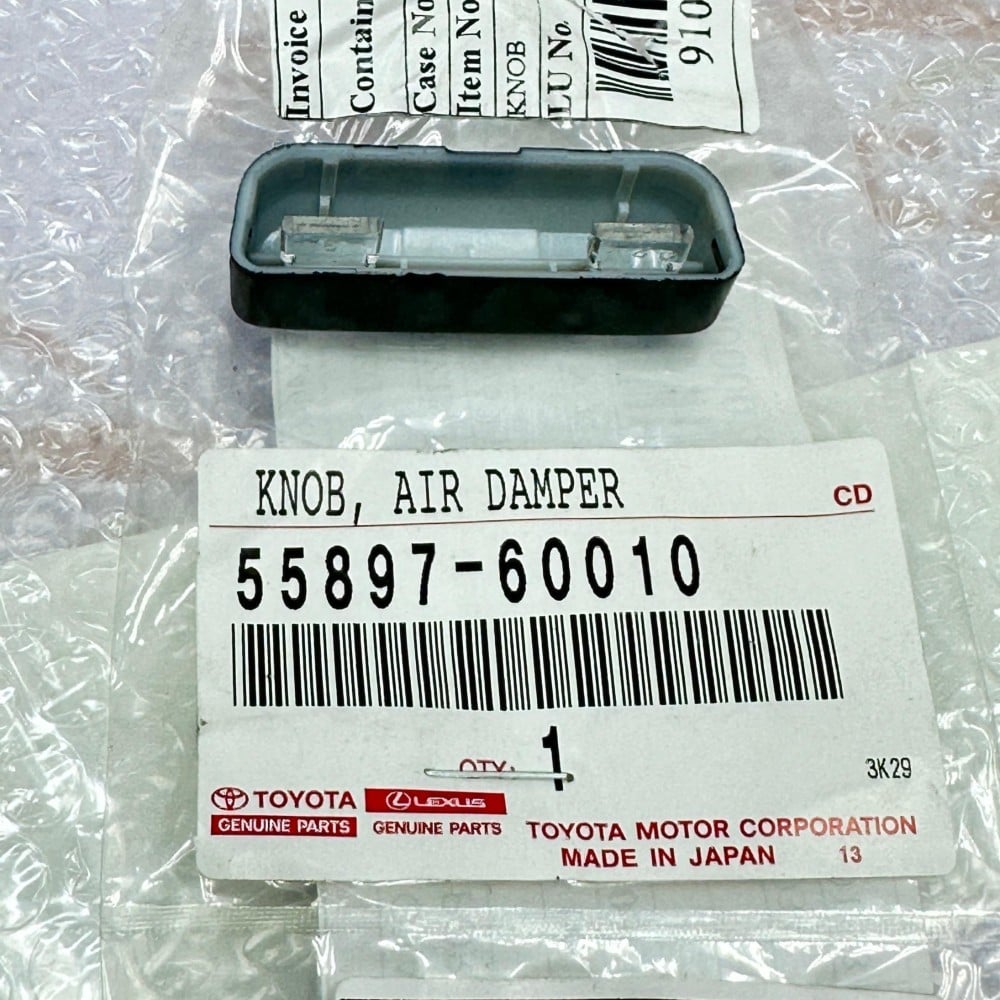 Invoice
Contain
Case No
Item No
KNOB
LU No.
910
KNOB, AIR DAMPER
CD
55897-60010
QTY:
1
3K29
TOYOTA
GENUINE PARTS
LEXUS
GENUINE PARTS
TOYOTA MOTOR CORPORATION
MADE IN JAPAN 13